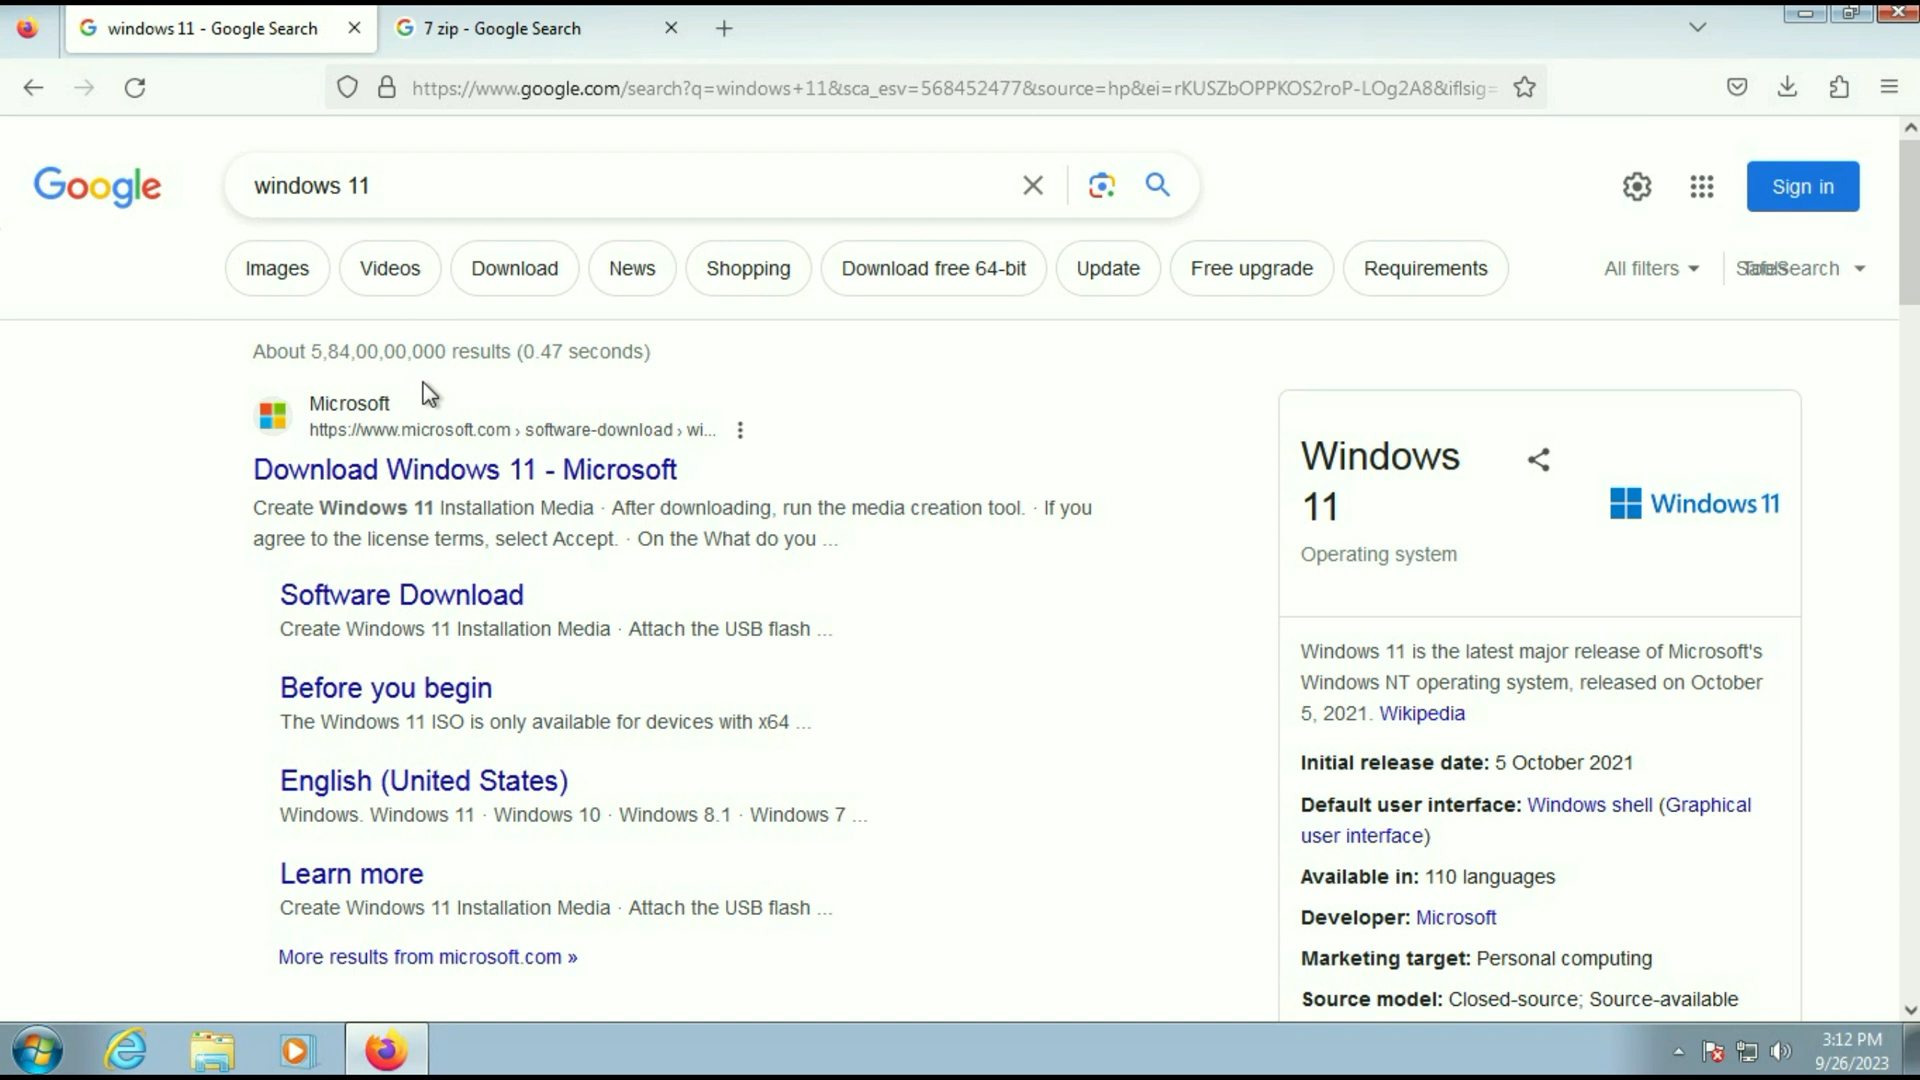 windows 11 - Google Search
7 zip - Google Search
https://www.google.com/search?q=windows+11&sca_esv=568452477&source=hp&ei=rKUSZbOPPKOS2roP-LOg2A8&iflsig=
Google
windows 11
Sign in
Images
Videos
Download
News
Shopping
Download free 64-bit
Update
Free upgrade
Requirements
All filters
About 5,84,00,00,000 results (0.47 seconds)
Microsoft
https://www.microsoft.com › software-download › wi...
Download Windows 11 - Microsoft
Create Windows 11 Installation Media · After downloading, run the media creation tool. · If you
agree to the license terms, select Accept. · On the What do you ...
Software Download
Create Windows 11 Installation Media · Attach the USB flash ...
Before you begin
The Windows 11 ISO is only available for devices with x64 ...
English (United States)
Windows. Windows 11 · Windows 10 · Windows 8.1 · Windows 7 ...
Learn more
Create Windows 11 Installation Media · Attach the USB flash ...
More results from microsoft.com »
Windows
11
Windows 11
Operating system
Windows 11 is the latest major release of Microsoft's
Windows NT operating system, released on October
5, 2021. Wikipedia
Initial release date: 5 October 2021
Default user interface: Windows shell (Graphical
user interface)
Available in: 110 languages
Developer: Microsoft
Marketing target: Personal computing
Source model: Closed-source; Source-available
3:12 PM
9/26/2023